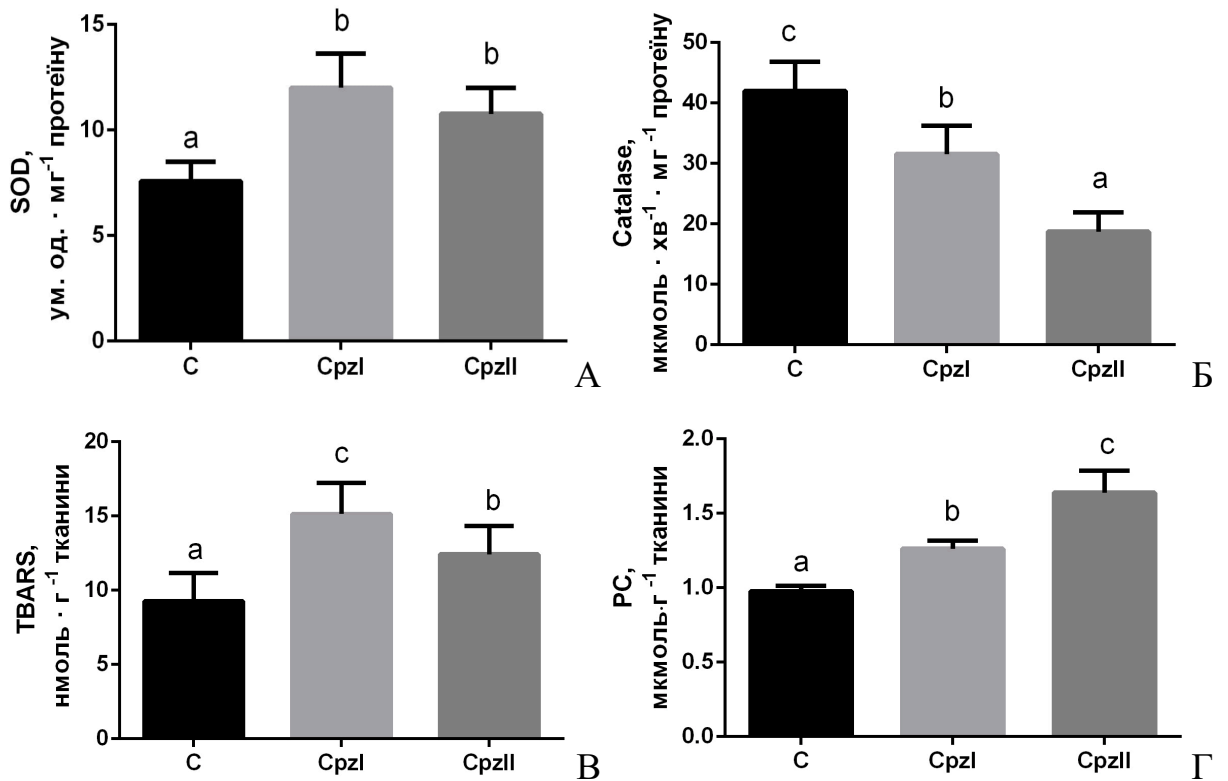 SOD,
ум. од. · мг⁻¹ протеїну
15
10
5
0
a
b
b
C
CpzI
CpzII
А
Catalase,
мкмоль · хв⁻¹ · мг⁻¹ протеїну
50
40
30
20
10
0
c
b
a
C
CpzI
CpzII
Б
TBARS,
нмоль · г⁻¹ тканини
20
15
10
5
0
a
c
b
C
CpzI
CpzII
В
PC,
мкмоль·г⁻¹ тканини
2.0
1.5
1.0
0.5
0.0
a
b
c
C
CpzI
CpzII
Г